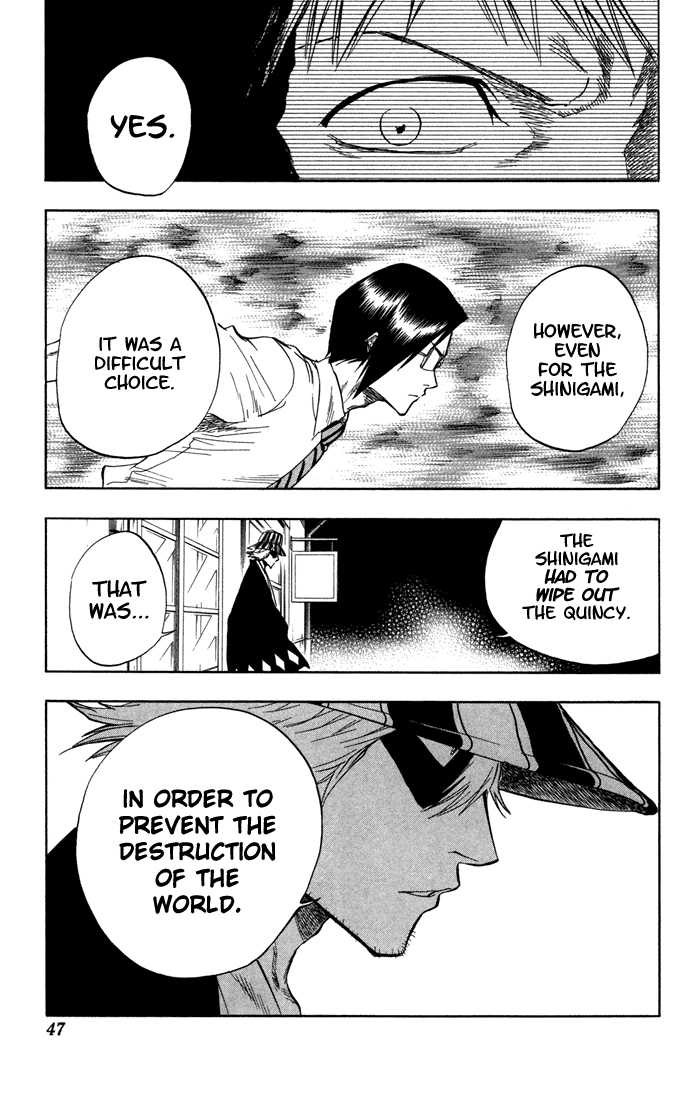 YES.
HOWEVER,
EVEN
FOR THE
SHINIGAMI,
IT WAS A
DIFFICULT
CHOICE.
THE
SHINIGAMI
HAD TO
WIPE OUT
THE QUINCY.
THAT
WAS...
IN ORDER TO
PREVENT THE
DESTRUCTION
OF THE
WORLD.
47